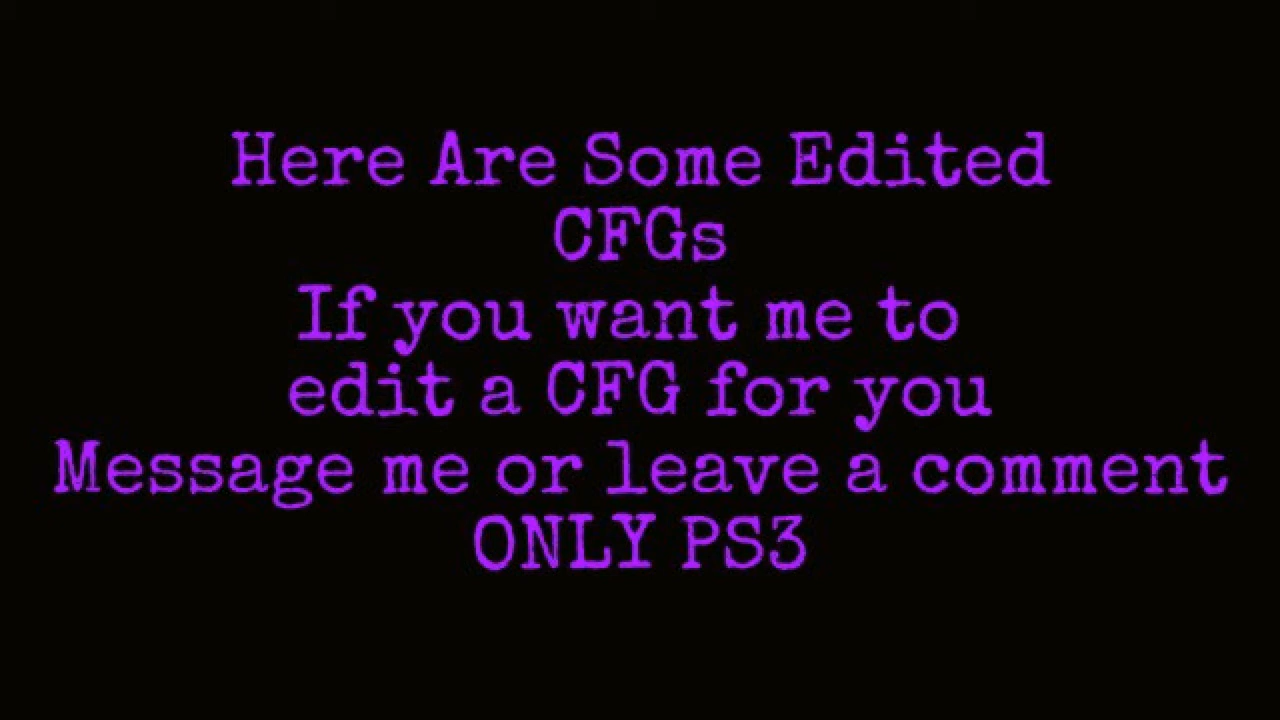 Here Are Some Edited
CFGs
If you want me to
edit a CFG for you
Message me or leave a comment
ONLY PS3